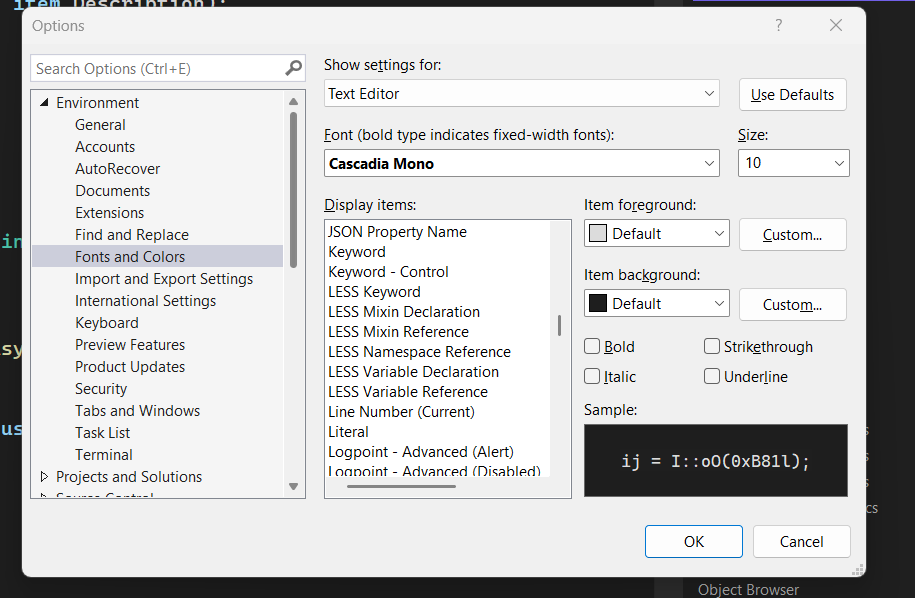 item.Description);
Options
?
Search Options (Ctrl+E)
Environment
General
Accounts
AutoRecover
Documents
Extensions
Find and Replace
Fonts and Colors
Import and Export Settings
International Settings
Keyboard
Preview Features
Product Updates
Security
Tabs and Windows
Task List
Terminal
Projects and Solutions
Source Control
Show settings for:
Text Editor
Use Defaults
Font (bold type indicates fixed-width fonts):
Size:
Cascadia Mono
10
Display items:
JSON Property Name
Keyword
Keyword - Control
LESS Keyword
LESS Mixin Declaration
LESS Mixin Reference
LESS Namespace Reference
LESS Variable Declaration
LESS Variable Reference
Line Number (Current)
Literal
Logpoint - Advanced (Alert)
Logpoint - Advanced (Disabled)
Item foreground:
Default
Custom...
Item background:
Default
Custom...
Bold
Strikethrough
Italic
Underline
Sample:
ij = I::oO(0xB81l);
OK
Cancel
in
sy
us
s
s
s
cs
Object Browser